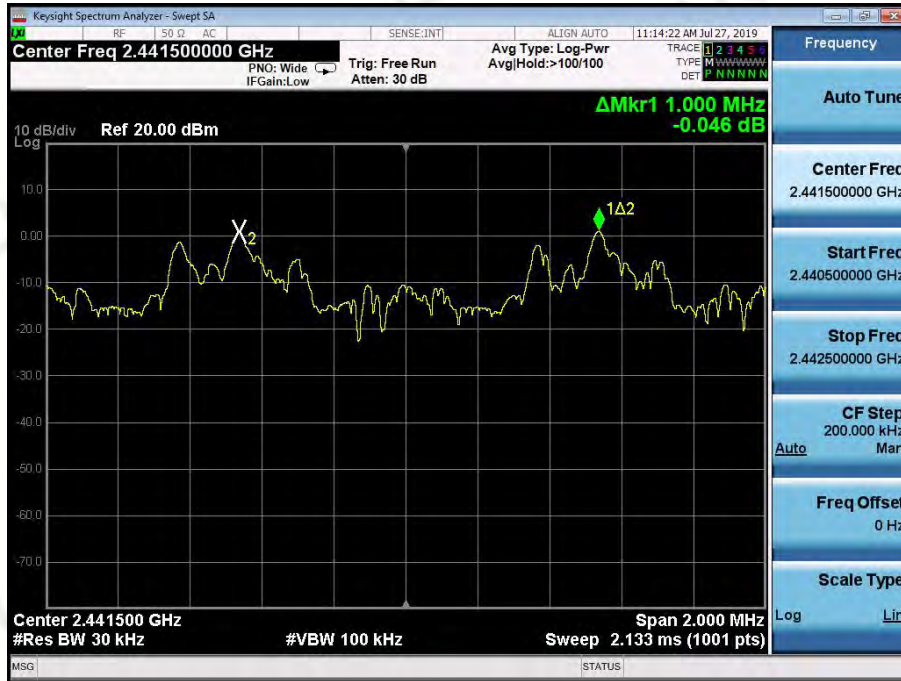 Keysight Spectrum Analyzer - Swept SA
LXI RF 50 Ω AC SENSE:INT ALIGN AUTO 11:14:22 AM Jul 27, 2019
Center Freq 2.441500000 GHz
PNO: Wide
IFGain:Low
Trig: Free Run
Atten: 30 dB
Avg Type: Log-Pwr
Avg|Hold:>100/100
TRACE 1 2 3 4 5 6
TYPE M WWWWW
DET P N N N N N
ΔMkr1 1.000 MHz
-0.046 dB
10 dB/div
Log
Ref 20.00 dBm
10.0
0.00
-10.0
-20.0
-30.0
-40.0
-50.0
-60.0
-70.0
2
1Δ2
Center 2.441500 GHz
Span 2.000 MHz
#Res BW 30 kHz
#VBW 100 kHz
Sweep 2.133 ms (1001 pts)
MSG
STATUS
Frequency
Auto Tune
Center Freq
2.441500000 GHz
Start Freq
2.440500000 GHz
Stop Freq
2.442500000 GHz
CF Step
200.000 kHz
Auto Man
Freq Offset
0 Hz
Scale Type
Log Lin